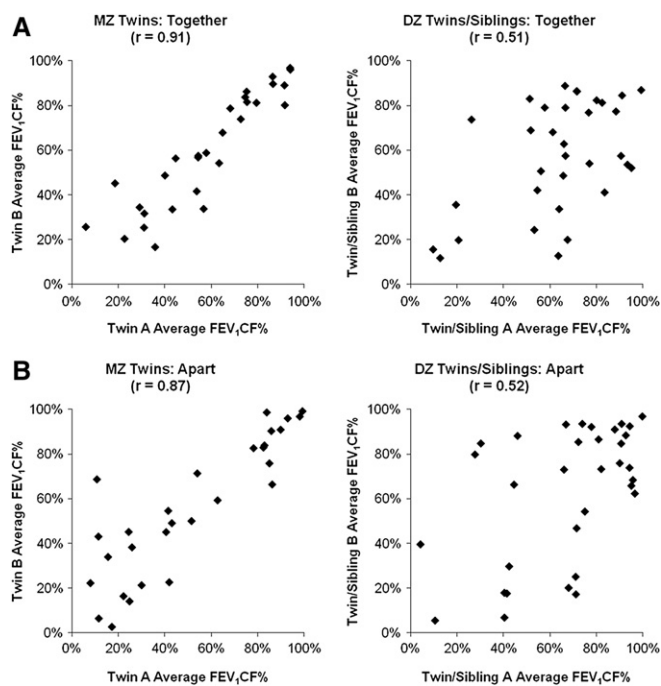 A
MZ Twins: Together
(r = 0.91)
DZ Twins/Siblings: Together
(r = 0.51)
Twin B Average FEV₁CF%
100%
80%
60%
40%
20%
0%
0% 20% 40% 60% 80% 100%
Twin A Average FEV₁CF%
Twin/Sibling B Average FEV₁CF%
100%
80%
60%
40%
20%
0%
0% 20% 40% 60% 80% 100%
Twin/Sibling A Average FEV₁CF%
B
MZ Twins: Apart
(r = 0.87)
DZ Twins/Siblings: Apart
(r = 0.52)
Twin B Average FEV₁CF%
100%
80%
60%
40%
20%
0%
0% 20% 40% 60% 80% 100%
Twin A Average FEV₁CF%
Twin/Sibling B Average FEV₁CF%
100%
80%
60%
40%
20%
0%
0% 20% 40% 60% 80% 100%
Twin/Sibling A Average FEV₁CF%